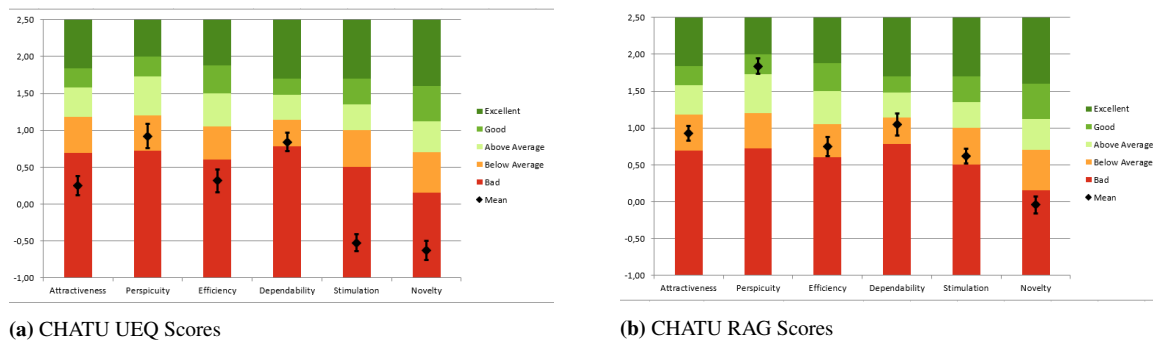 2,50
2,00
1,50
1,00
0,50
0,00
-0,50
-1,00
Attractiveness Perspicuity Efficiency Dependability Stimulation Novelty
Excellent
Good
Above Average
Below Average
Bad
Mean
(a) CHATU UEQ Scores
2,50
2,00
1,50
1,00
0,50
0,00
-0,50
-1,00
Attractiveness Perspicuity Efficiency Dependability Stimulation Novelty
Excellent
Good
Above Average
Below Average
Bad
Mean
(b) CHATU RAG Scores